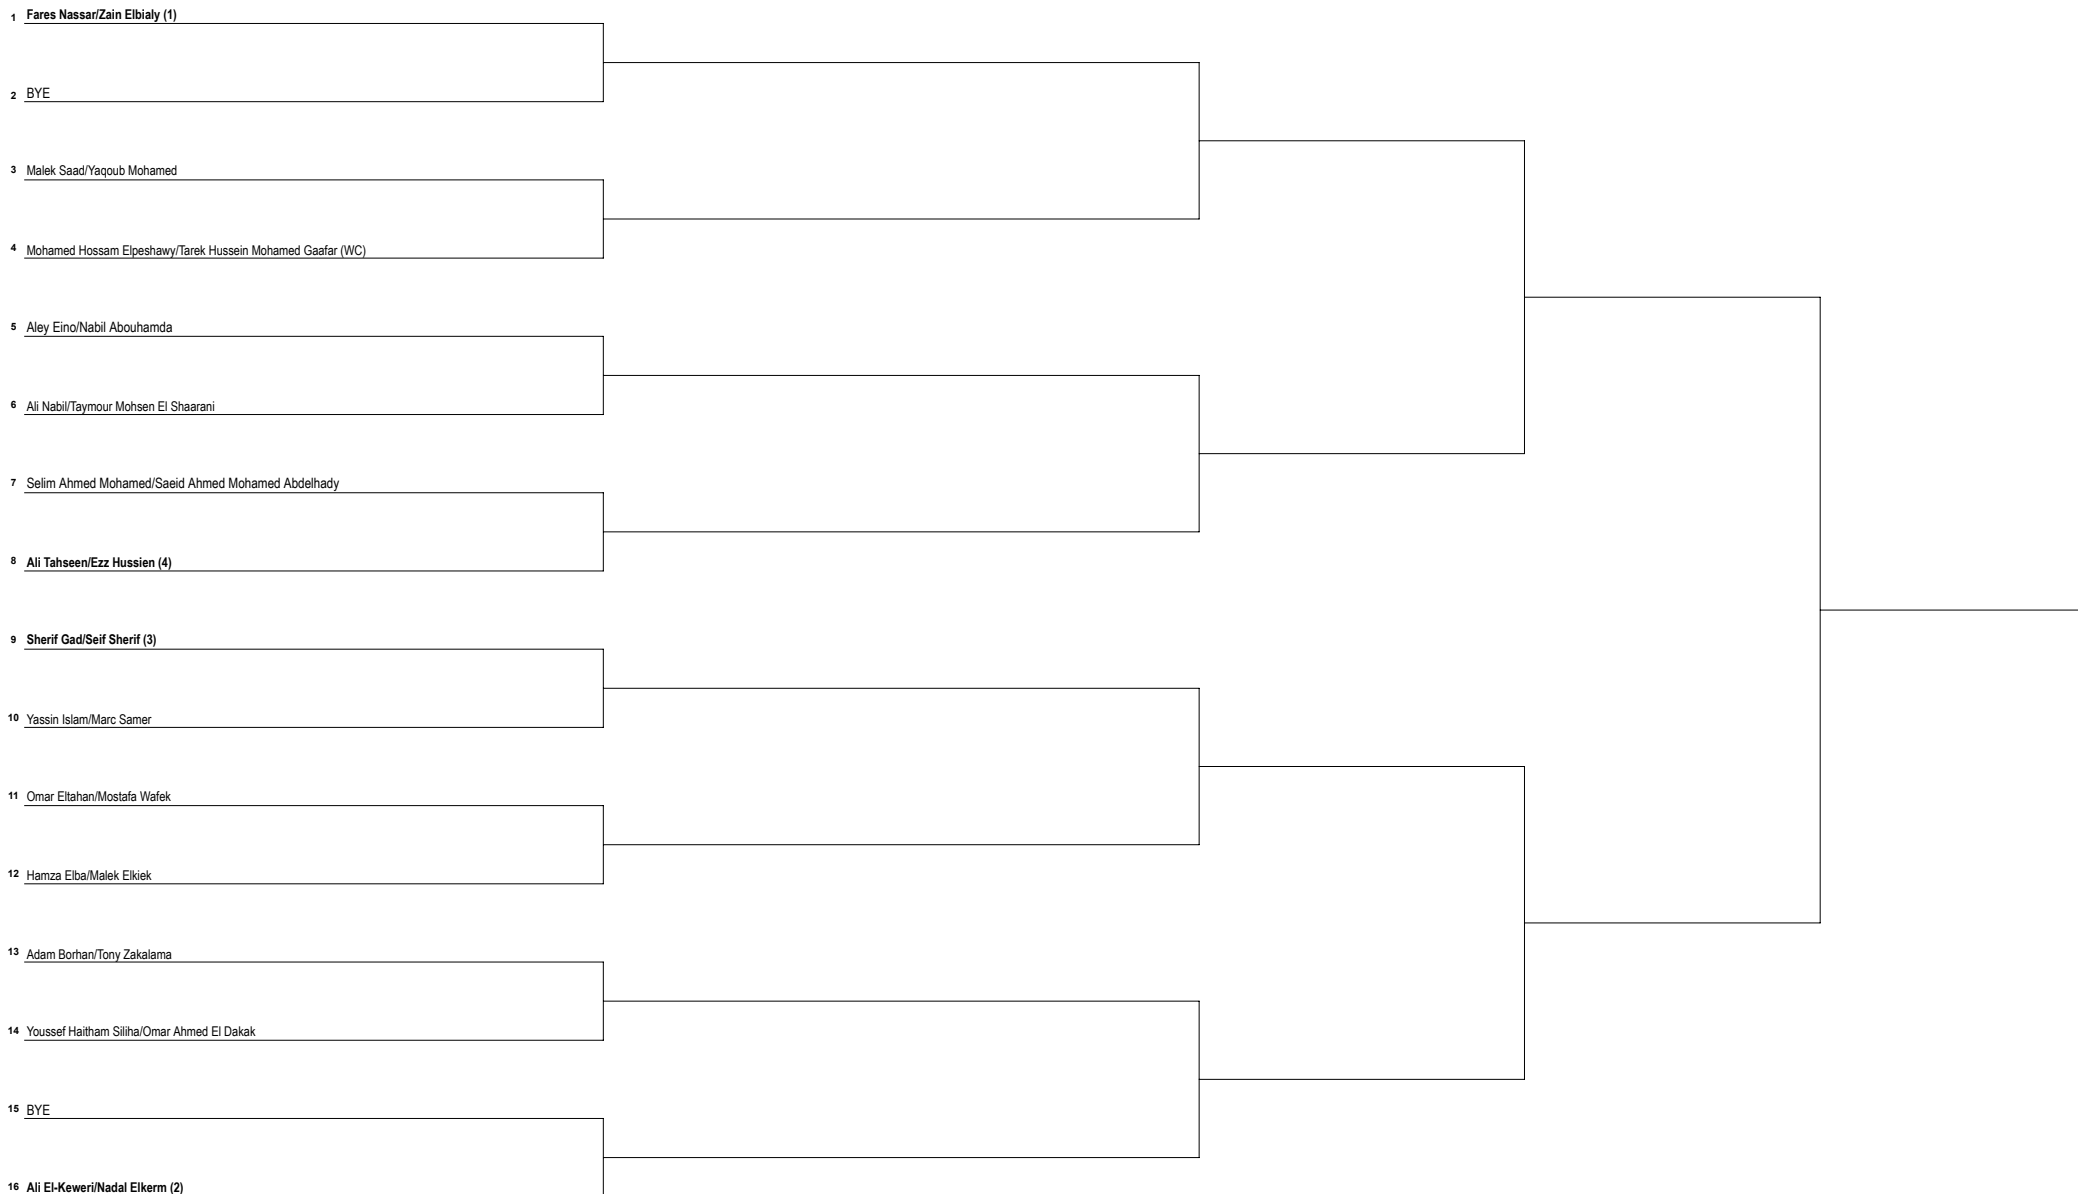 1 Fares Nassar/Zain Elbialy (1)
2 BYE
3 Malek Saad/Yaqoub Mohamed
4 Mohamed Hossam Elpeshawy/Tarek Hussein Mohamed Gaafar (WC)
5 Aley Eino/Nabil Abouhamda
6 Ali Nabil/Taymour Mohsen El Shaarani
7 Selim Ahmed Mohamed/Saeid Ahmed Mohamed Abdelhady
8 Ali Tahseen/Ezz Hussien (4)
9 Sherif Gad/Seif Sherif (3)
10 Yassin Islam/Marc Samer
11 Omar Eltahan/Mostafa Wafek
12 Hamza Elba/Malek Elkiek
13 Adam Borhan/Tony Zakalama
14 Youssef Haitham Siliha/Omar Ahmed El Dakak
15 BYE
16 Ali El-Keweri/Nadal Elkerm (2)